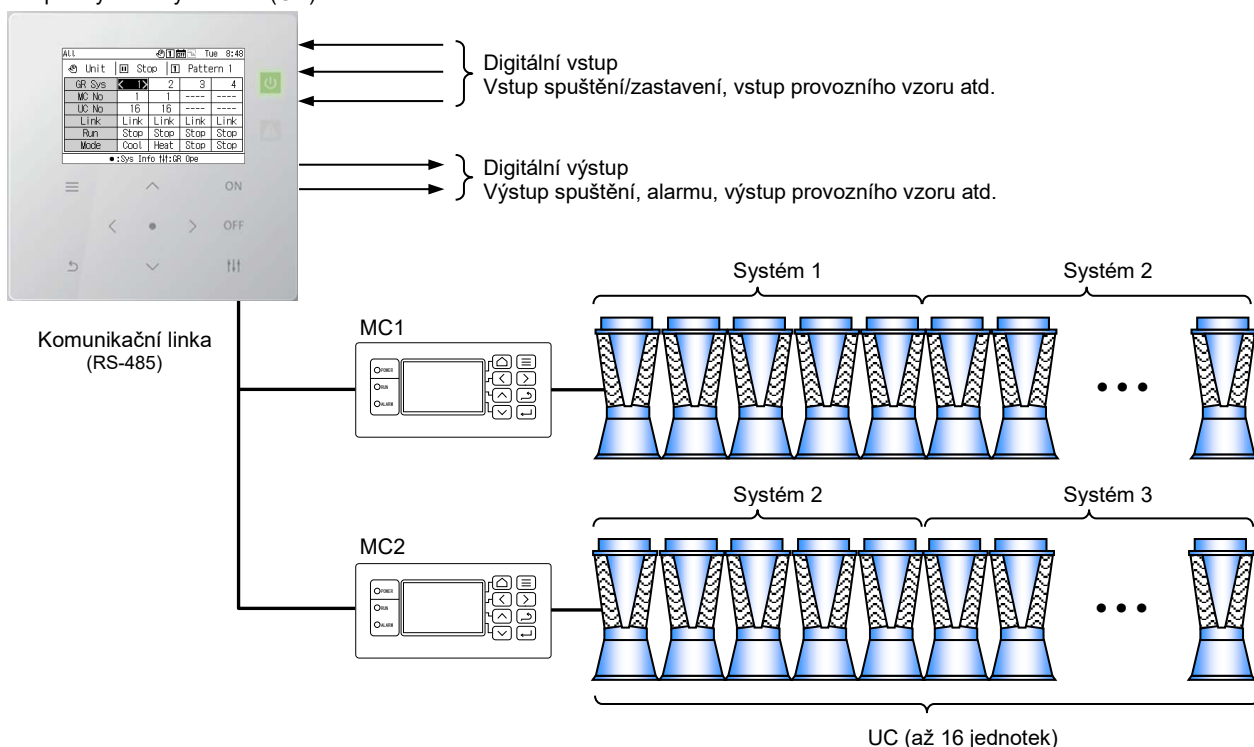 All Tue 8:48
Unit Stop 1 Pattern 1
GR Sys 1 2 3 4
MC No 1 1 ---- ----
UC No 16 16 ---- ----
Link Link Link Link Link
Run Stop Stop Stop Stop
Mode Cool Heat Stop Stop
●:Sys Info :GR Ope
ON
OFF
Digitální vstup
Vstup spuštění/zastavení, vstup provozního vzoru atd.
Digitální výstup
Výstup spuštění, alarmu, výstup provozního vzoru atd.
Komunikační linka
(RS-485)
MC1
POWER
RUN
ALARM
Systém 1
Systém 2
MC2
POWER
RUN
ALARM
Systém 2
Systém 3
UC (až 16 jednotek)